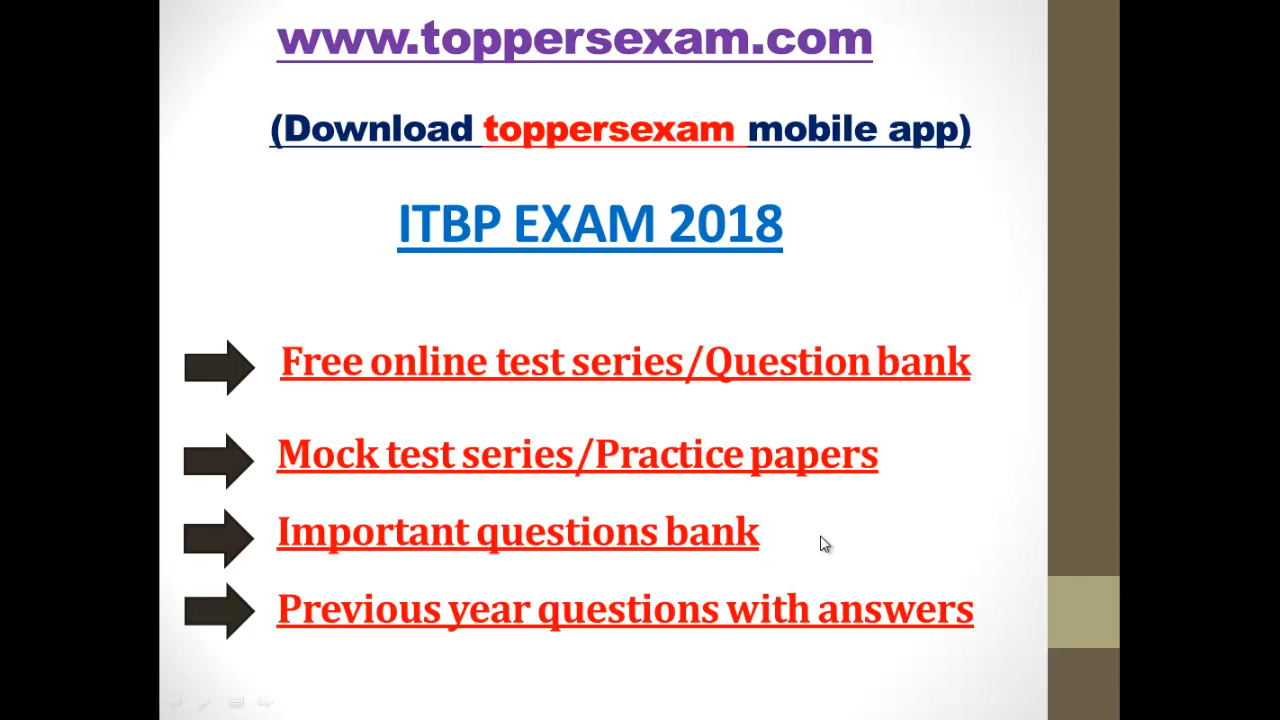 www.toppersexam.com
(Download toppersexam mobile app)
ITBP EXAM 2018
Free online test series/Question bank
Mock test series/Practice papers
Important questions bank
Previous year questions with answers